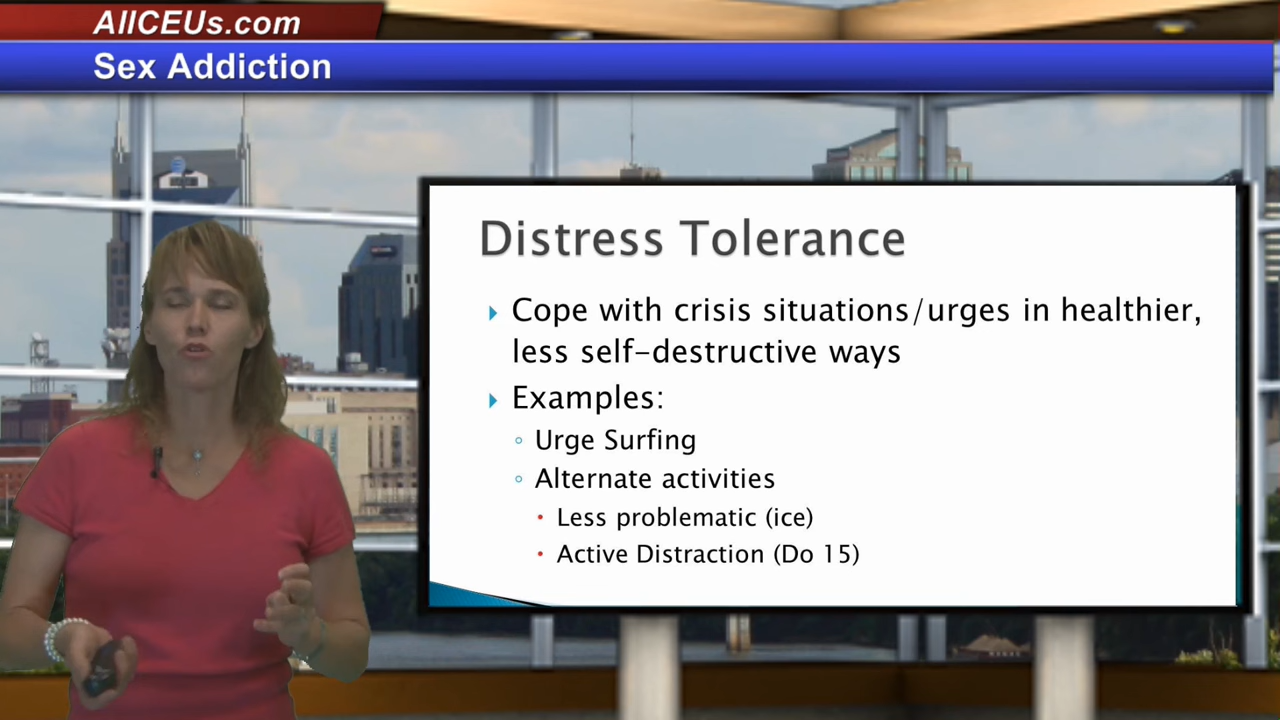 AllCEUs.com
Sex Addiction
Distress Tolerance
Cope with crisis situations/urges in healthier,
less self-destructive ways
Examples:
Urge Surfing
Alternate activities
Less problematic (ice)
Active Distraction (Do 15)